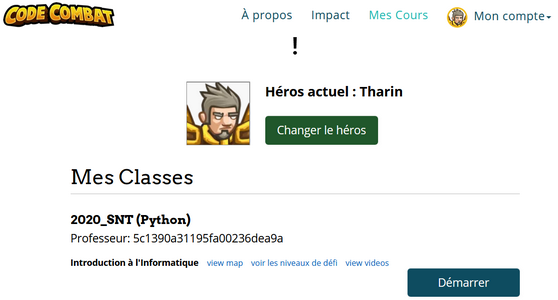 CODE COMBAT
À propos Impact Mes Cours Mon compte
!
Héros actuel : Tharin
Changer le héros
Mes Classes
2020_SNT (Python)
Professeur: 5c1390a31195fa00236dea9a
Introduction à l'Informatique view map voir les niveaux de défi view videos
Démarrer